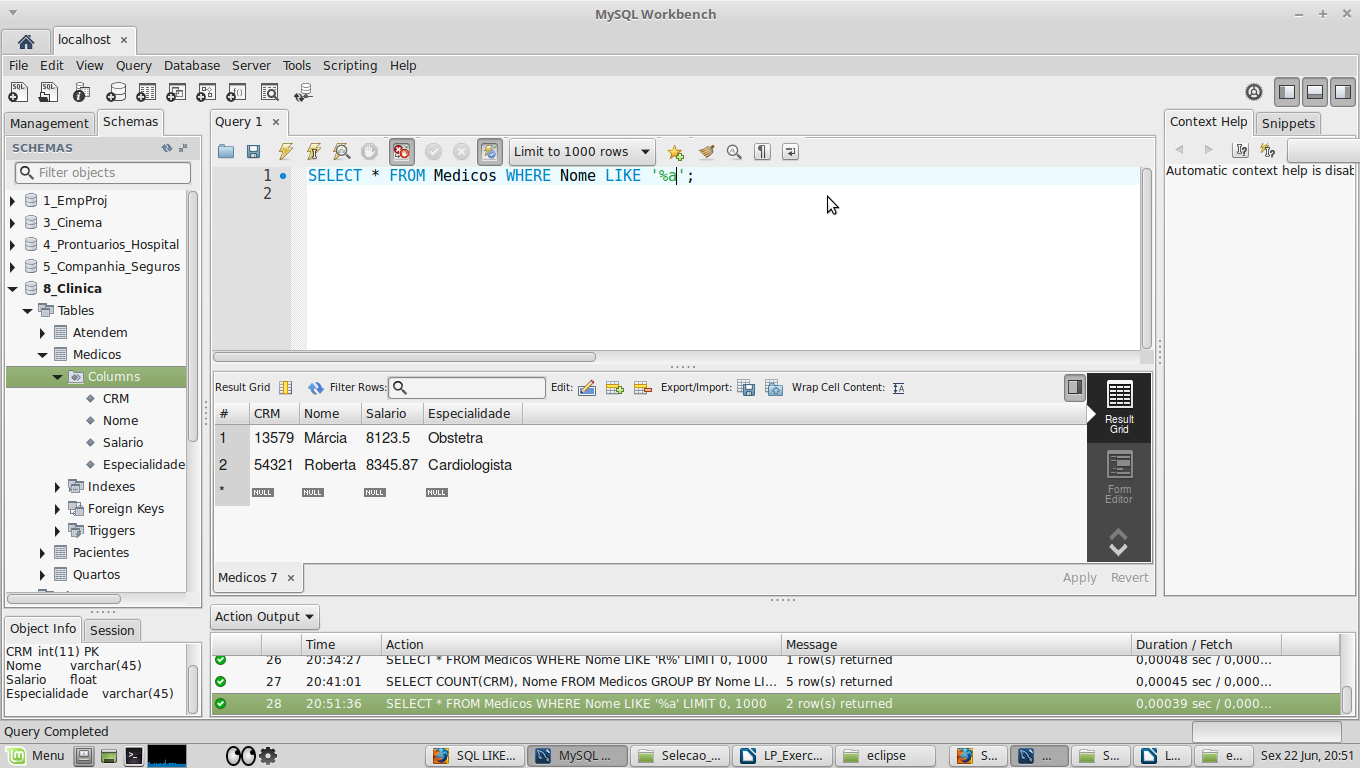 MySQL Workbench
localhost ×
File Edit View Query Database Server Tools Scripting Help
Management Schemas
Query 1 ×
Context Help Snippets
SCHEMAS
Filter objects
Limit to 1000 rows
Automatic context help is disab
1 SELECT * FROM Medicos WHERE Nome LIKE '%a';
2
1_EmpProj
3_Cinema
4_Prontuarios_Hospital
5_Companhia_Seguros
8_Clinica
Tables
Atendem
Medicos
Columns
CRM
Nome
Salario
Especialidade
Indexes
Foreign Keys
Triggers
Pacientes
Quartos
Result Grid Filter Rows: Edit: Export/Import: Wrap Cell Content:
# CRM Nome Salario Especialidade
1 13579 Márcia 8123.5 Obstetra
2 54321 Roberta 8345.87 Cardiologista
* NULL NULL NULL NULL
Result
Grid
Form
Editor
Medicos 7 ×
Apply Revert
Action Output
Object Info Session
CRM int(11) PK
Nome varchar(45)
Salario float
Especialidade varchar(45)
Time Action Message Duration / Fetch
26 20:34:27 SELECT * FROM Medicos WHERE Nome LIKE 'R%' LIMIT 0, 1000 1 row(s) returned 0,00048 sec / 0,000...
27 20:41:01 SELECT COUNT(CRM), Nome FROM Medicos GROUP BY Nome LI... 5 row(s) returned 0,00045 sec / 0,000...
28 20:51:36 SELECT * FROM Medicos WHERE Nome LIKE '%a' LIMIT 0, 1000 2 row(s) returned 0,00039 sec / 0,000...
Query Completed
Menu SQL LIKE... MySQL ... Selecao_... LP_Exerc... eclipse S... ... S... L... e... Sex 22 Jun, 20:51